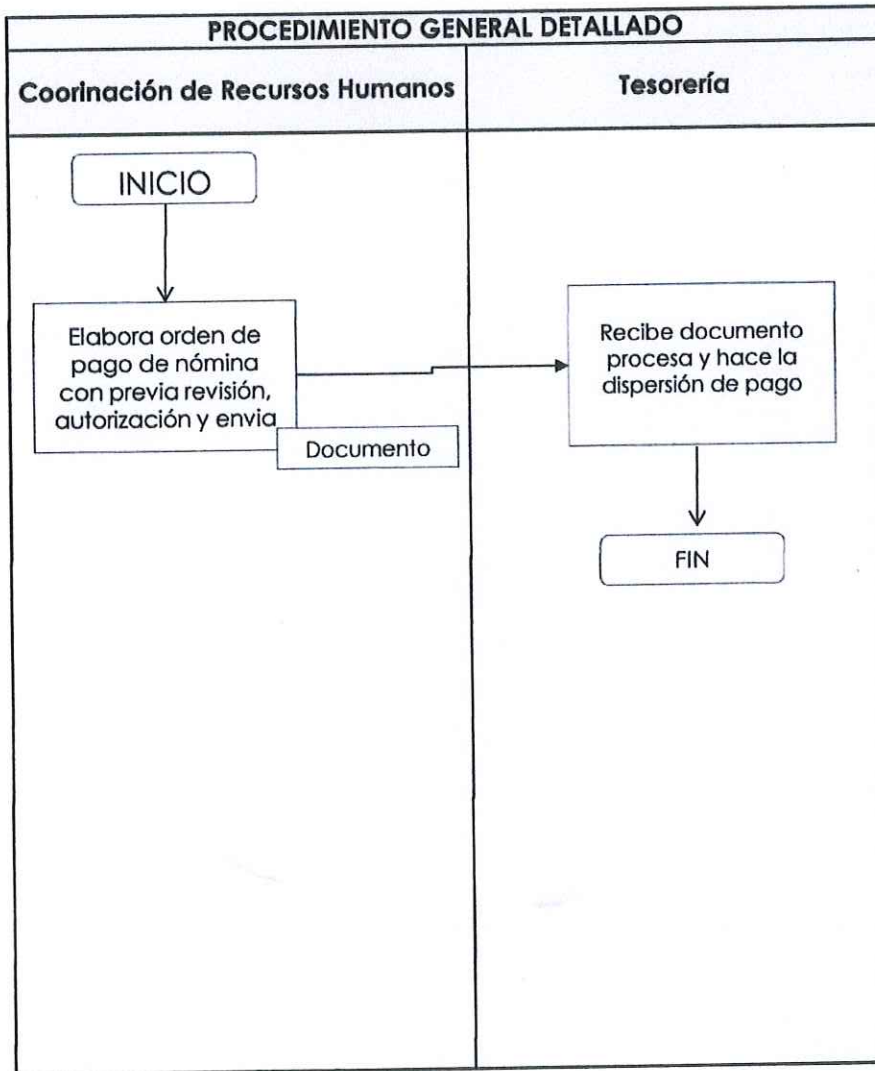 PROCEDIMIENTO GENERAL DETALLADO
Coorinación de Recursos Humanos
Tesorería
INICIO
Elabora orden de
pago de nómina
con previa revisión,
autorización y envia
Documento
Recibe documento
procesa y hace la
dispersión de pago
FIN